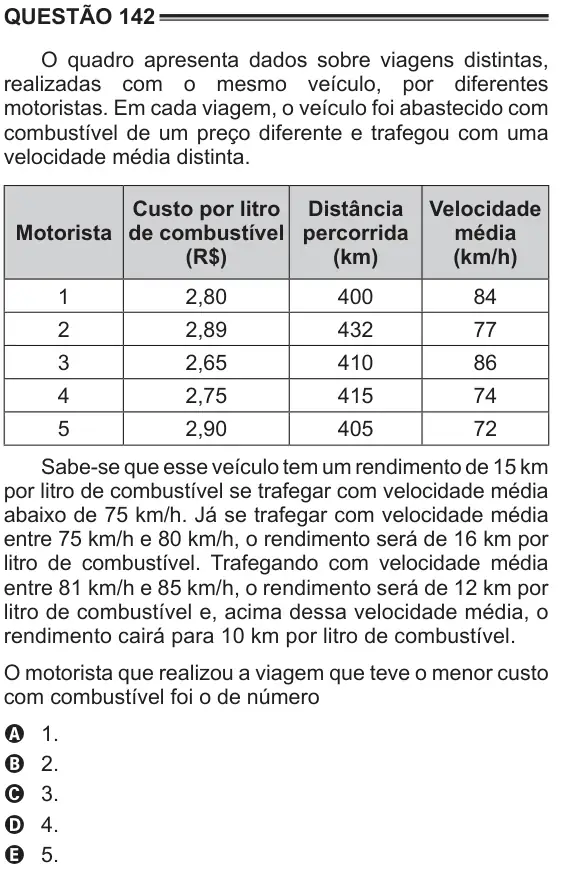 QUESTÃO 142
O quadro apresenta dados sobre viagens distintas,
realizadas com o mesmo veículo, por diferentes
motoristas. Em cada viagem, o veículo foi abastecido com
combustível de um preço diferente e trafegou com uma
velocidade média distinta.
Motorista Custo por litro de combustível (R$) Distância percorrida (km) Velocidade média (km/h)
1 2,80 400 84
2 2,89 432 77
3 2,65 410 86
4 2,75 415 74
5 2,90 405 72
Sabe-se que esse veículo tem um rendimento de 15 km
por litro de combustível se trafegar com velocidade média
abaixo de 75 km/h. Já se trafegar com velocidade média
entre 75 km/h e 80 km/h, o rendimento será de 16 km por
litro de combustível. Trafegando com velocidade média
entre 81 km/h e 85 km/h, o rendimento será de 12 km por
litro de combustível e, acima dessa velocidade média, o
rendimento cairá para 10 km por litro de combustível.
O motorista que realizou a viagem que teve o menor custo
com combustível foi o de número
A 1.
B 2.
C 3.
D 4.
E 5.